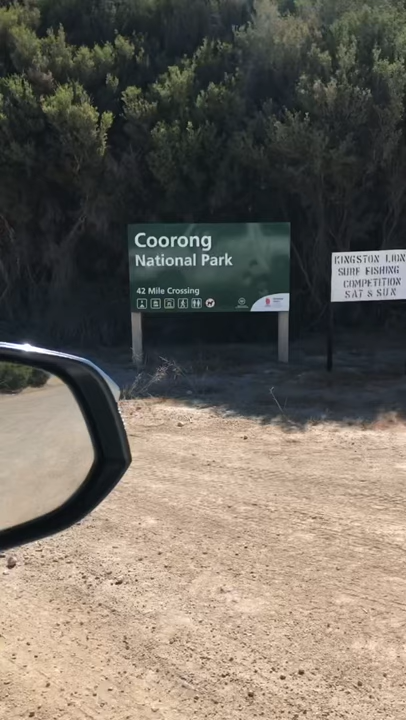 Coorong
National Park
42 Mile Crossing
KINGSTON LION
SURF FISHING
COMPETITION
SAT & SUN